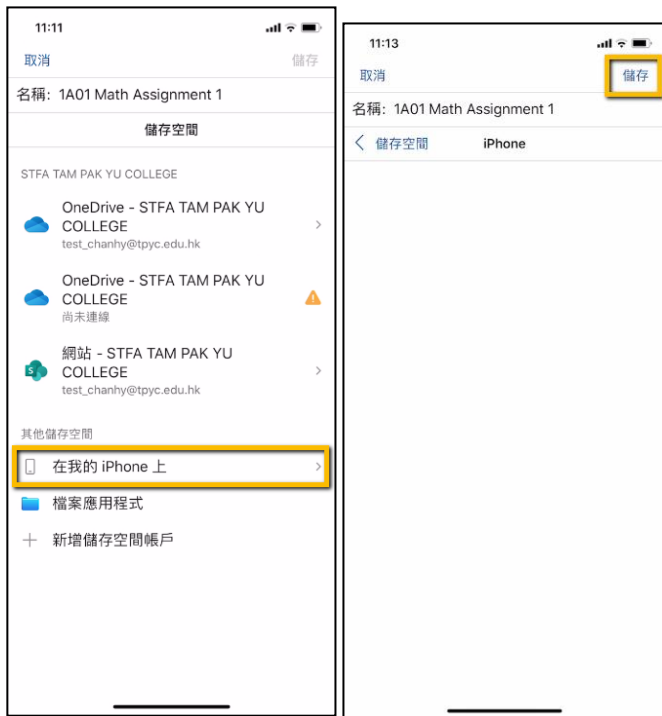 11:11
取消
儲存
名稱：1A01 Math Assignment 1
儲存空間
STFA TAM PAK YU COLLEGE
OneDrive - STFA TAM PAK YU
COLLEGE
test_chanhy@tpyc.edu.hk
OneDrive - STFA TAM PAK YU
COLLEGE
尚未連線
網站 - STFA TAM PAK YU
COLLEGE
test_chanhy@tpyc.edu.hk
其他儲存空間
在我的 iPhone 上
檔案應用程式
新增儲存空間帳戶
11:13
取消
儲存
名稱：1A01 Math Assignment 1
儲存空間
iPhone